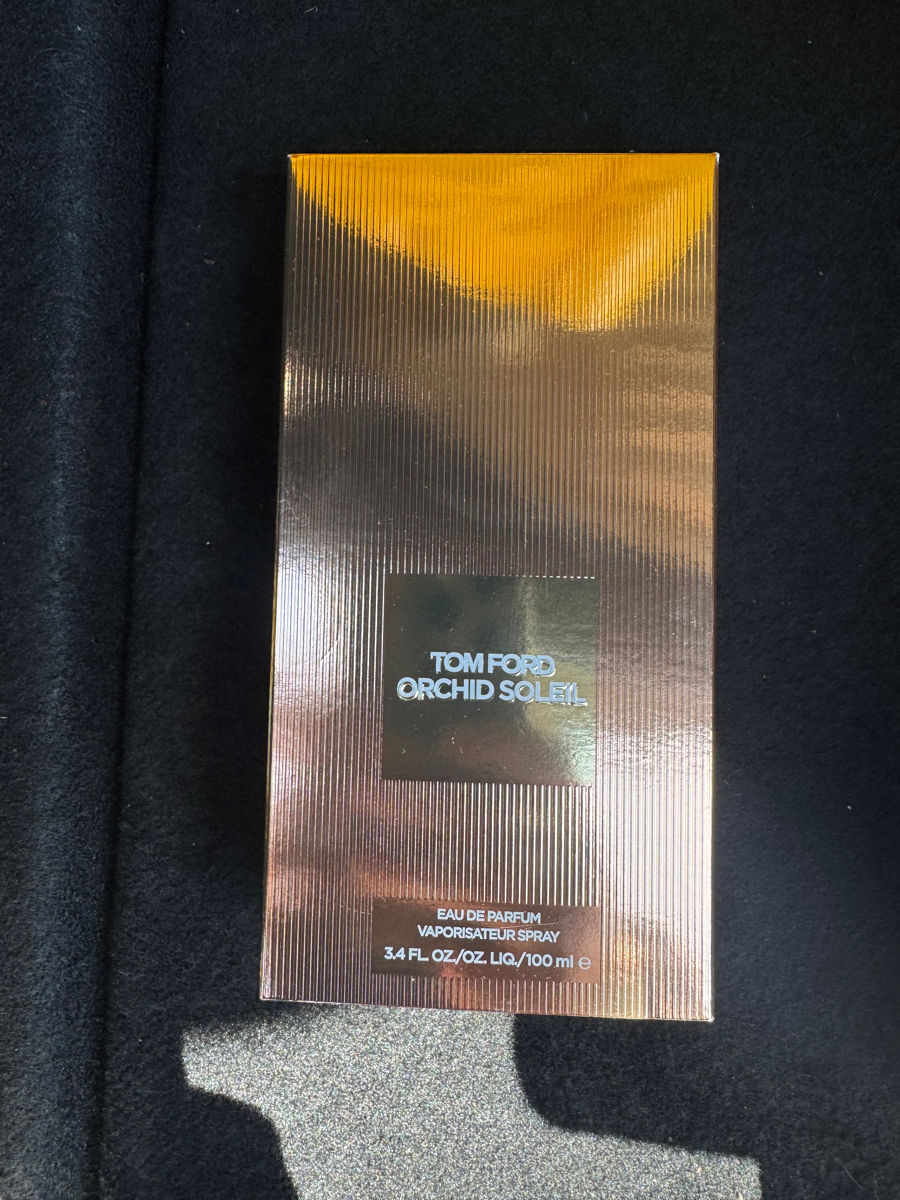 TOM FORD
ORCHID SOLEIL
EAU DE PARFUM
VAPORISATEUR SPRAY
3.4 FL. OZ./OZ. LIQ./100 ml ℮